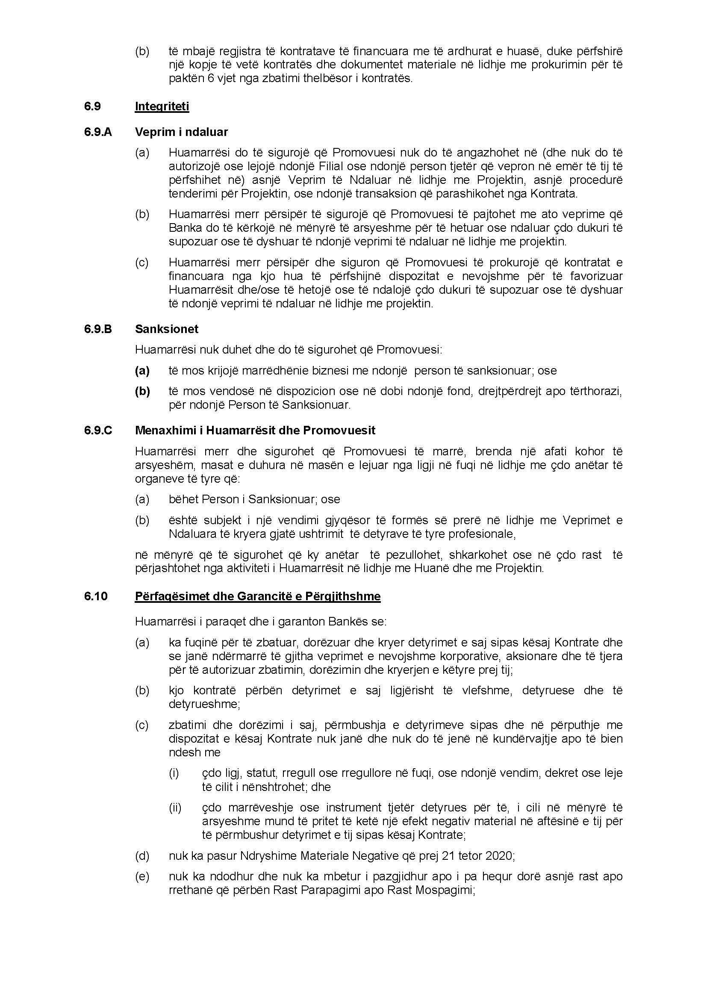 (b) të mbajë regjistra të kontratave të financuara me të ardhurat e huasë, duke përfshirë
një kopje të vetë kontratës dhe dokumentet materiale në lidhje me prokurimin për të
paktën 6 vjet nga zbatimi thelbësor i kontratës.
6.9 Integriteti
6.9.A Veprim i ndaluar
(a) Huamarrësi do të sigurojë që Promovuesi nuk do të angazhohet në (dhe nuk do të
autorizojë ose lejojë ndonjë Filial ose ndonjë person tjetër që vepron në emër të tij të
përfshihet në) asnjë Veprim të Ndaluar në lidhje me Projektin, asnjë procedurë
tenderimi për Projektin, ose ndonjë transaksion që parashikohet nga Kontrata.
(b) Huamarrësi merr përsipër të sigurojë që Promovuesi të pajtohet me ato veprime që
Banka do të kërkojë në mënyrë të arsyeshme për të hetuar ose ndaluar çdo dukuri të
supozuar ose të dyshuar të ndonjë veprimi të ndaluar në lidhje me projektin.
(c) Huamarrësi merr përsipër dhe siguron që Promovuesi të prokurojë që kontratat e
financuara nga kjo hua të përfshijnë dispozitat e nevojshme për të favorizuar
Huamarrësit dhe/ose të hetojë ose të ndalojë çdo dukuri të supozuar ose të dyshuar
të ndonjë veprimi të ndaluar në lidhje me projektin.
6.9.B Sanksionet
Huamarrësi nuk duhet dhe do të sigurohet që Promovuesi:
(a) të mos krijojë marrëdhënie biznesi me ndonjë person të sanksionuar; ose
(b) të mos vendosë në dispozicion ose në dobi ndonjë fond, drejtpërdrejt apo tërthorazi,
për ndonjë Person të Sanksionuar.
6.9.C Menaxhimi i Huamarrësit dhe Promovuesit
Huamarrësi merr dhe sigurohet që Promovuesi të marrë, brenda një afati kohor të
arsyeshëm, masat e duhura në masën e lejuar nga ligji në fuqi në lidhje me çdo anëtar të
organeve të tyre që:
(a) bëhet Person i Sanksionuar; ose
(b) është subjekt i një vendimi gjyqësor të formës së prerë në lidhje me Veprimet e
Ndaluara të kryera gjatë ushtrimit të detyrave të tyre profesionale,
në mënyrë që të sigurohet që ky anëtar të pezullohet, shkarkohet ose në çdo rast të
përjashtohet nga aktiviteti i Huamarrësit në lidhje me Huanë dhe me Projektin.
6.10 Përfaqësimet dhe Garancitë e Përgjithshme
Huamarrësi i paraqet dhe i garanton Bankës se:
(a) ka fuqinë për të zbatuar, dorëzuar dhe kryer detyrimet e saj sipas kësaj Kontrate dhe
se janë ndërmarrë të gjitha veprimet e nevojshme korporative, aksionare dhe të tjera
për të autorizuar zbatimin, dorëzimin dhe kryerjen e këtyre prej tij;
(b) kjo kontratë përbën detyrimet e saj ligjërisht të vlefshme, detyruese dhe të
detyrueshme;
(c) zbatimi dhe dorëzimi i saj, përmbushja e detyrimeve sipas dhe në përputhje me
dispozitat e kësaj Kontrate nuk janë dhe nuk do të jenë në kundërvajtje apo të bien
ndesh me
(i) çdo ligj, statut, rregull ose rregullore në fuqi, ose ndonjë vendim, dekret ose leje
të cilit i nënshtrohet; dhe
(ii) çdo marrëveshje ose instrument tjetër detyrues për të, i cili në mënyrë të
arsyeshme mund të pritet të ketë një efekt negativ material në aftësinë e tij për
të përmbushur detyrimet e tij sipas kësaj Kontrate;
(d) nuk ka pasur Ndryshime Materiale Negative që prej 21 tetor 2020;
(e) nuk ka ndodhur dhe nuk ka mbetur i pazgjidhur apo i pa hequr dorë asnjë rast apo
rrethanë që përbën Rast Parapagimi apo Rast Mospagimi;